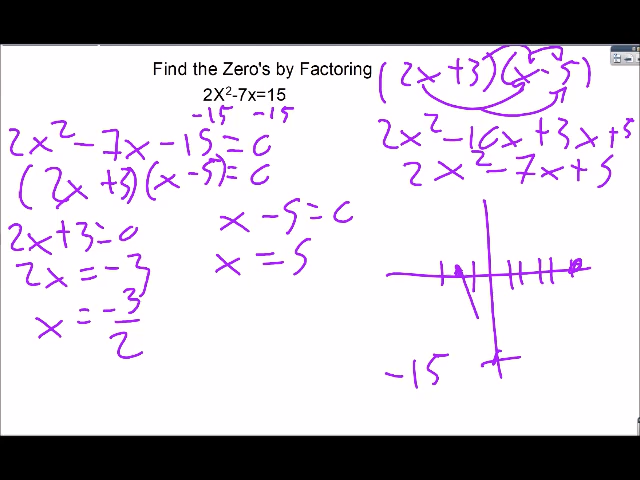 Find the Zero's by Factoring
2X²-7x=15
-15 -15
2x² - 7x - 15 = 0
(2x + 3)(x - 5) = 0
2x + 3 = 0
2x = -3
x = -3/2
x - 5 = 0
x = 5
(2x + 3)(x - 5)
2x² - 10x + 3x + 5
2x² - 7x + 5
-15